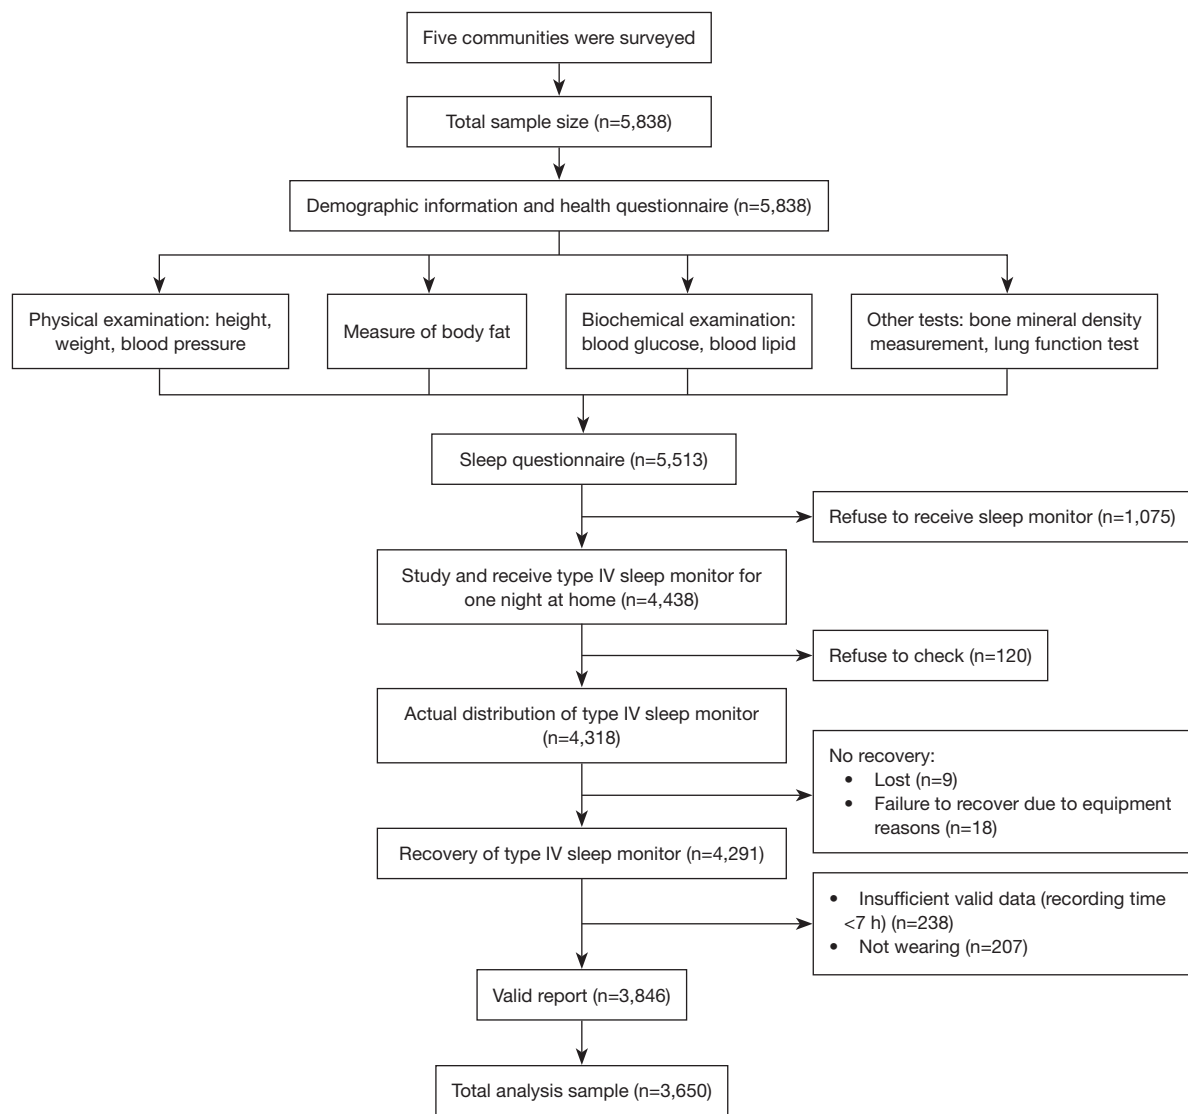 Five communities were surveyed
Total sample size (n=5,838)
Demographic information and health questionnaire (n=5,838)
Physical examination: height,
weight, blood pressure
Measure of body fat
Biochemical examination:
blood glucose, blood lipid
Other tests: bone mineral density
measurement, lung function test
Sleep questionnaire (n=5,513)
Refuse to receive sleep monitor (n=1,075)
Study and receive type IV sleep monitor for
one night at home (n=4,438)
Refuse to check (n=120)
Actual distribution of type IV sleep monitor
(n=4,318)
No recovery:
• Lost (n=9)
• Failure to recover due to equipment
reasons (n=18)
Recovery of type IV sleep monitor (n=4,291)
• Insufficient valid data (recording time
<7 h) (n=238)
• Not wearing (n=207)
Valid report (n=3,846)
Total analysis sample (n=3,650)